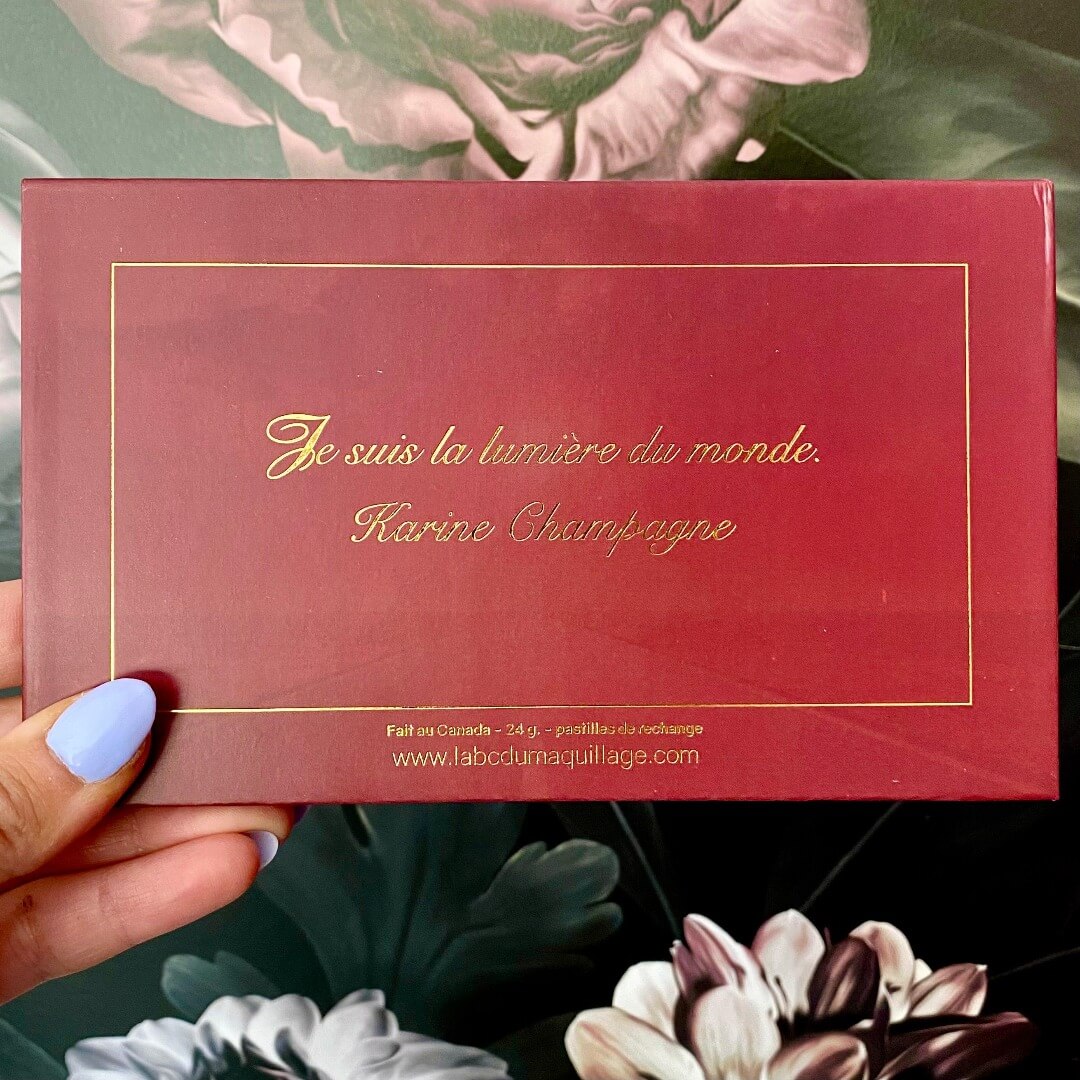 Je suis la lumière du monde.
Karine Champagne
Fait au Canada - 24 g. - pastilles de rechange
www.labcdumaquillage.com